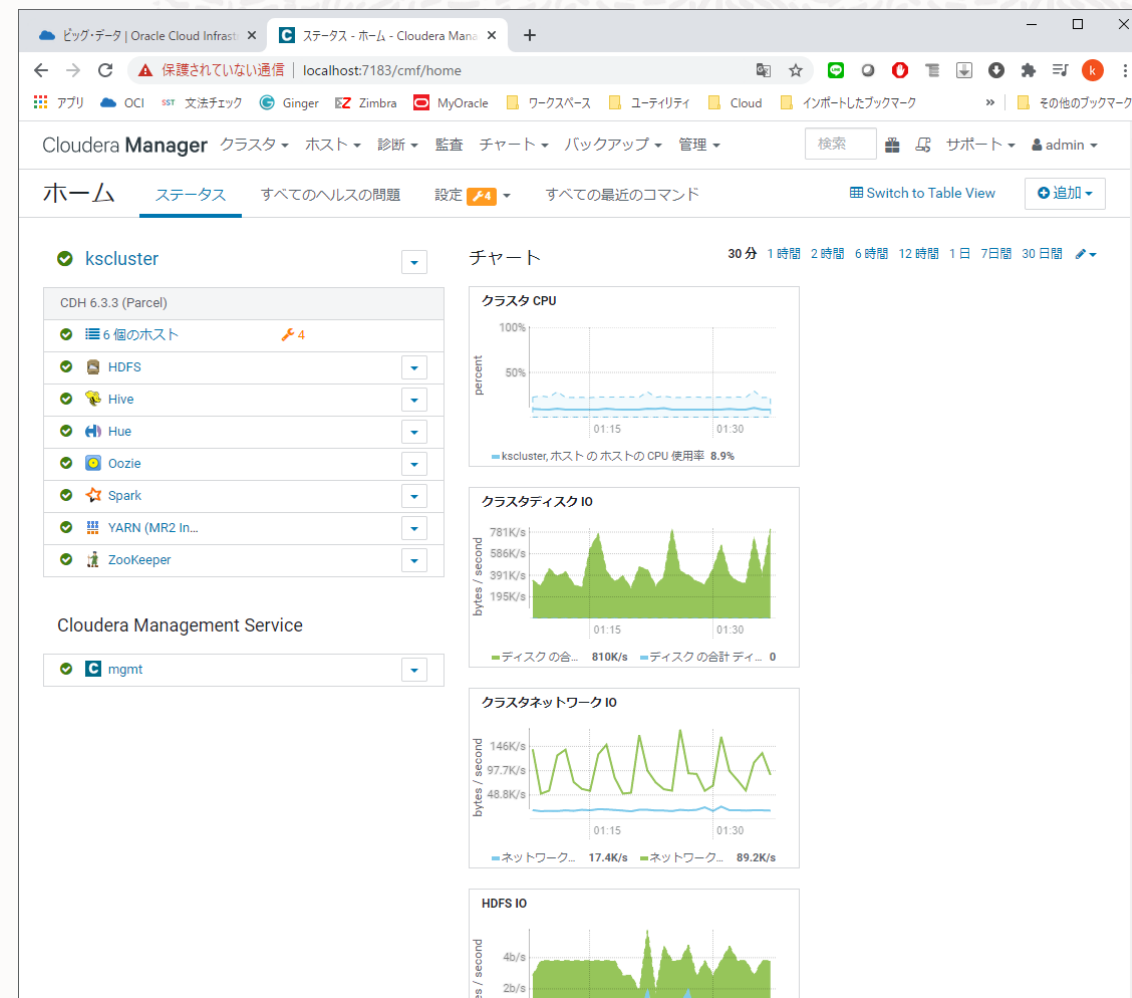 ビッグ・データ | Oracle Cloud Infrast
ステータス - ホーム - Cloudera Mana
保護されていない通信 | localhost:7183/cmf/home
アプリ OCI 文法チェック Ginger Zimbra MyOracle ワークスペース ユーティリティ Cloud インポートしたブックマーク » その他のブックマーク
Cloudera Manager クラスタ ホスト 診断 監査 チャート バックアップ 管理 検索 サポート admin
ホーム ステータス すべてのヘルスの問題 設定 4 すべての最近のコマンド Switch to Table View 追加
kscluster
CDH 6.3.3 (Parcel)
6 個のホスト 4
HDFS
Hive
Hue
Oozie
Spark
YARN (MR2 In...
ZooKeeper
Cloudera Management Service
mgmt
チャート 30 分 1 時間 2 時間 6 時間 12 時間 1 日 7日間 30 日間
クラスタ CPU
percent
100%
50%
01:15 01:30
kscluster, ホスト の ホストの CPU 使用率 8.9%
クラスタディスク IO
bytes / second
781K/s
586K/s
391K/s
195K/s
01:15 01:30
ディスク の合... 810K/s ディスク の合計 ディ... 0
クラスタネットワーク IO
bytes / second
146K/s
97.7K/s
48.8K/s
01:15 01:30
ネットワーク... 17.4K/s ネットワーク... 89.2K/s
HDFS IO
/ second
4b/s
2b/s